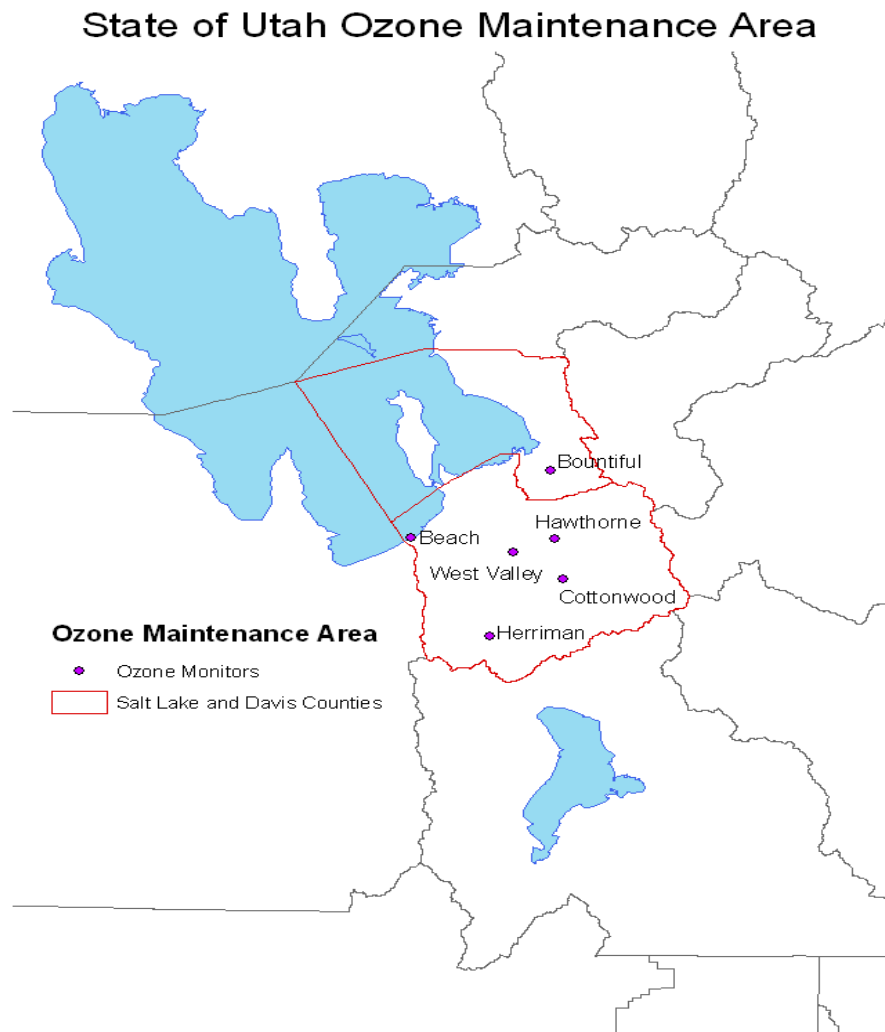 State of Utah Ozone Maintenance Area
Bountiful
Hawthorne
Beach
West Valley
Cottonwood
Herriman
Ozone Maintenance Area
Ozone Monitors
Salt Lake and Davis Counties